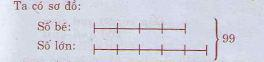 Ta có sơ đồ:
Số bé:
Số lớn:
99